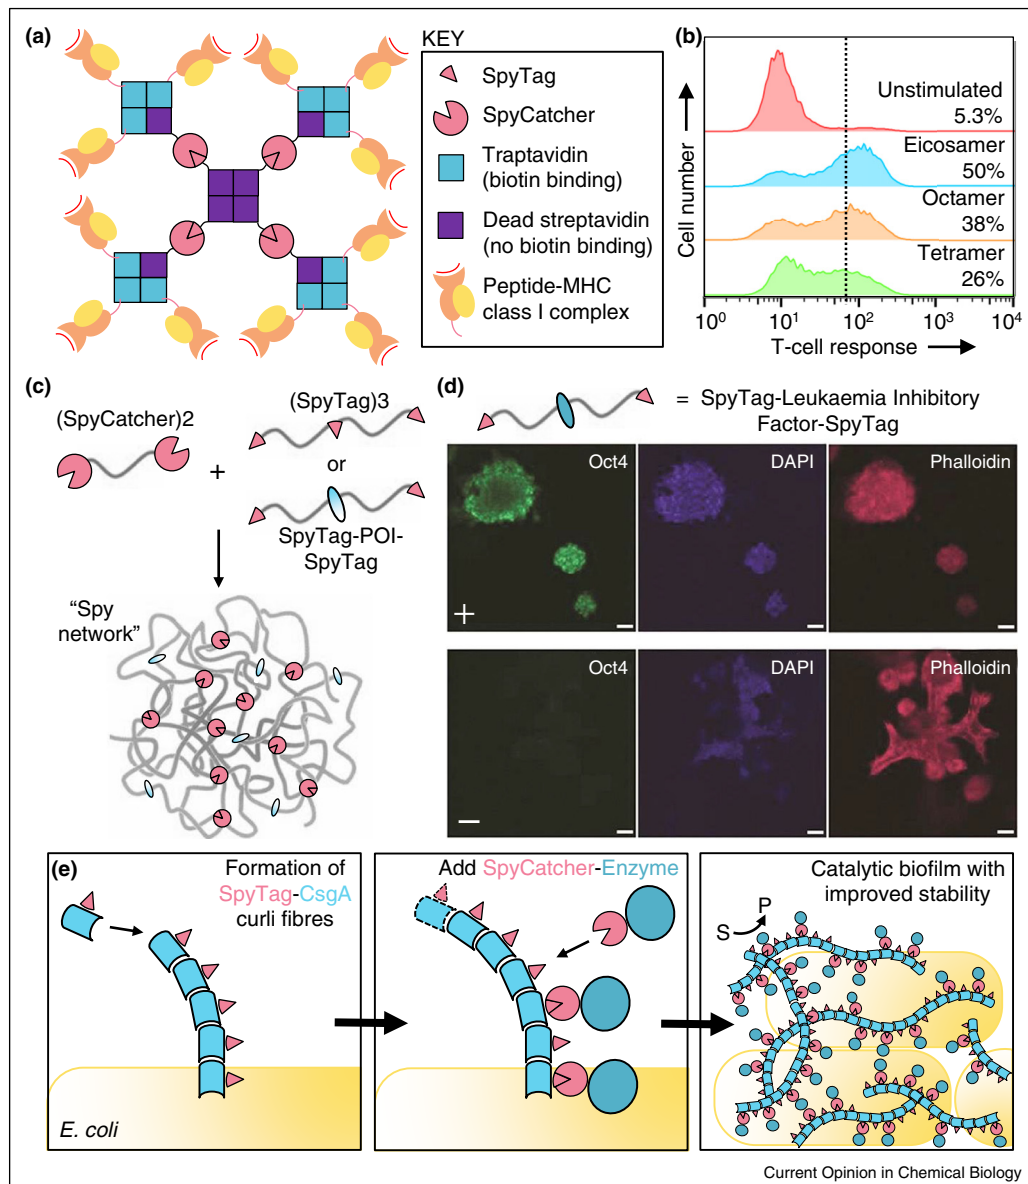 (a)
KEY
SpyTag
SpyCatcher
Traptavidin
(biotin binding)
Dead streptavidin
(no biotin binding)
Peptide-MHC
class I complex
(b)
Cell number
Unstimulated
5.3%
Eicosamer
50%
Octamer
38%
Tetramer
26%
10⁰ 10¹ 10² 10³ 10⁴
T-cell response
(c)
(SpyCatcher)2
+
(SpyTag)3
or
SpyTag-POI-
SpyTag
“Spy
network”
(d)
= SpyTag-Leukaemia Inhibitory
Factor-SpyTag
Oct4
DAPI
Phalloidin
+
Oct4
DAPI
Phalloidin
–
(e)
Formation of
SpyTag-CsgA
curli fibres
E. coli
Add SpyCatcher-Enzyme
Catalytic biofilm with
improved stability
S P
Current Opinion in Chemical Biology